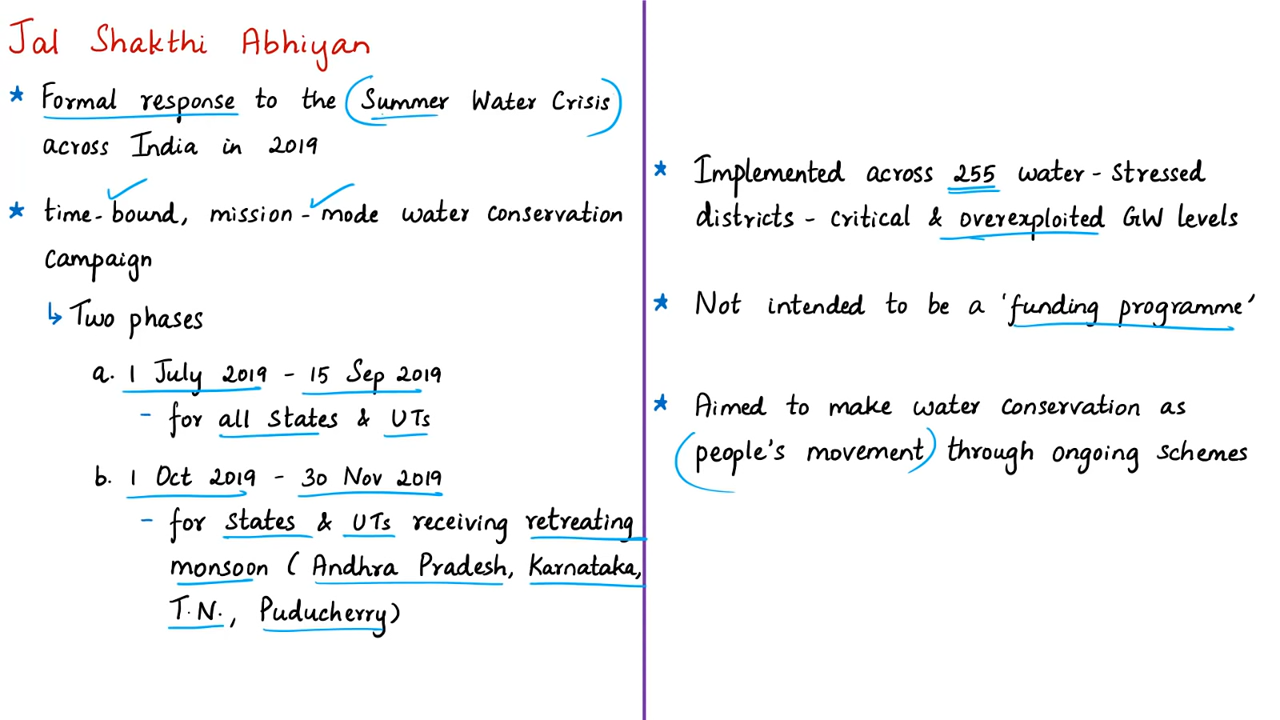 Jal Shakthi Abhiyan
* Formal response to the (Summer Water Crisis)
across India in 2019
* time-bound, mission-mode water conservation
campaign
↳ Two phases
a. 1 July 2019 - 15 Sep 2019
- for all States & UTs
b. 1 Oct 2019 - 30 Nov 2019
- for States & UTs receiving retreating
monsoon (Andhra Pradesh, Karnataka,
T.N., Puducherry)
* Implemented across 255 water-stressed
districts - critical & overexploited GW levels
* Not intended to be a 'funding programme'
* Aimed to make water conservation as
(people's movement) through ongoing schemes